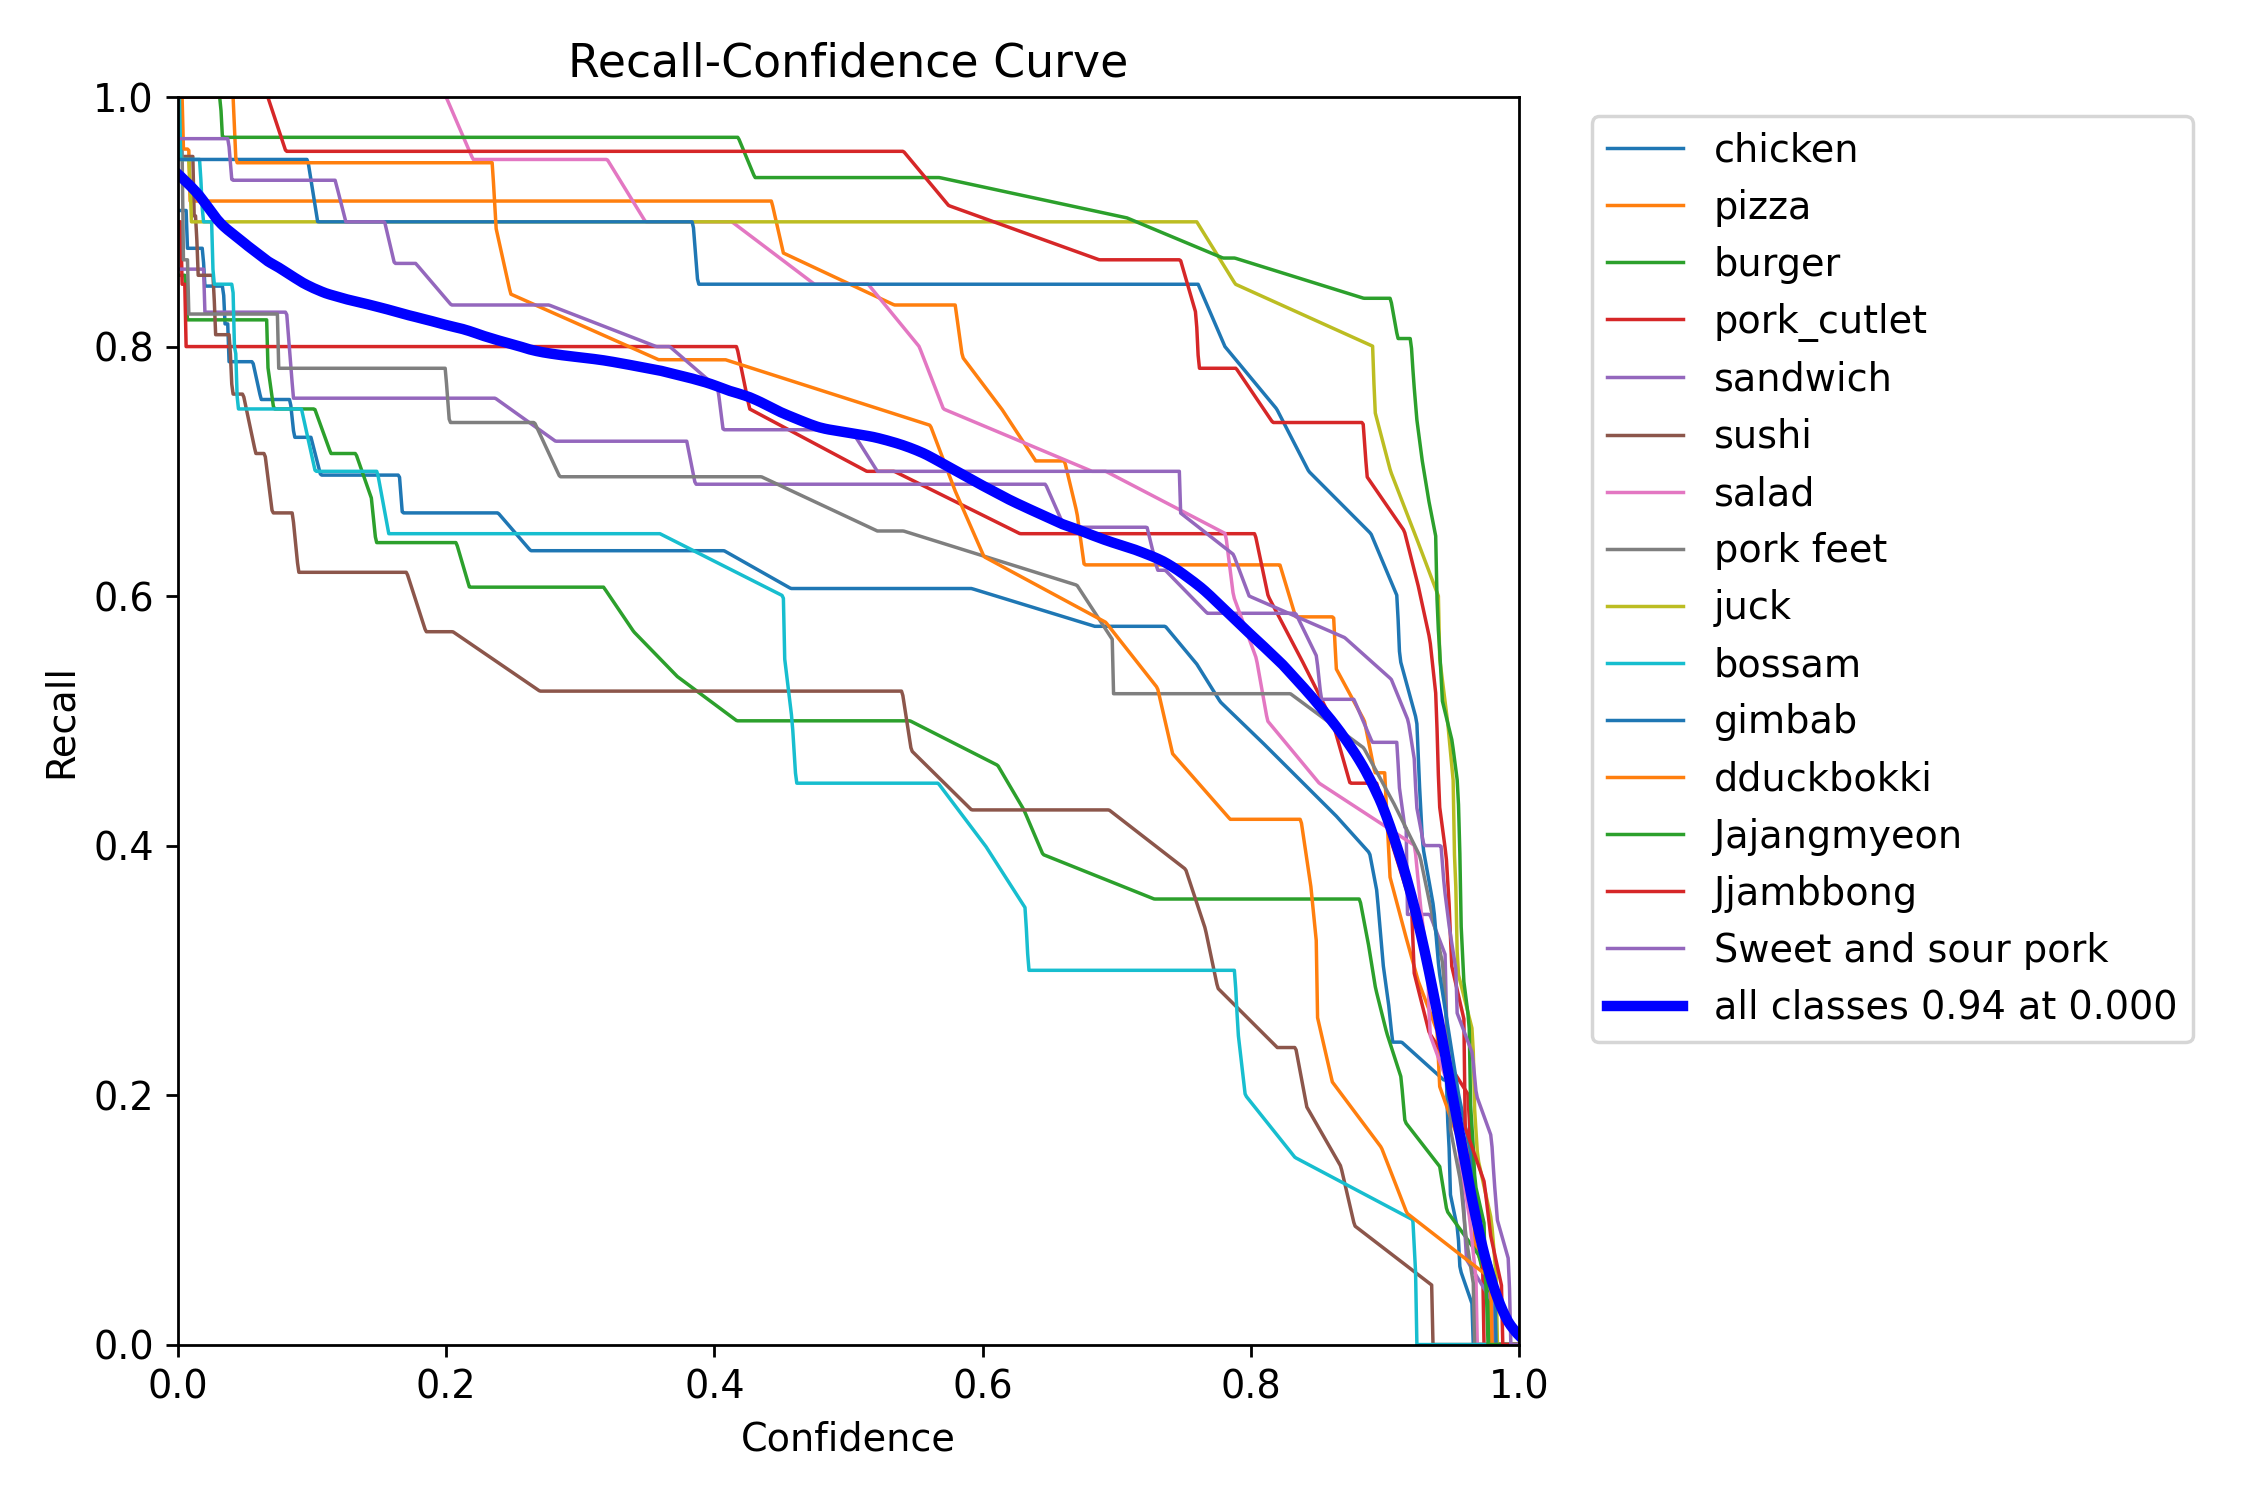 Recall-Confidence Curve
1.0
0.8
0.6
0.4
0.2
0.0
Recall
0.0 0.2 0.4 0.6 0.8 1.0
Confidence
chicken
pizza
burger
pork_cutlet
sandwich
sushi
salad
pork feet
juck
bossam
gimbab
dduckbokki
Jajangmyeon
Jjambbong
Sweet and sour pork
all classes 0.94 at 0.000